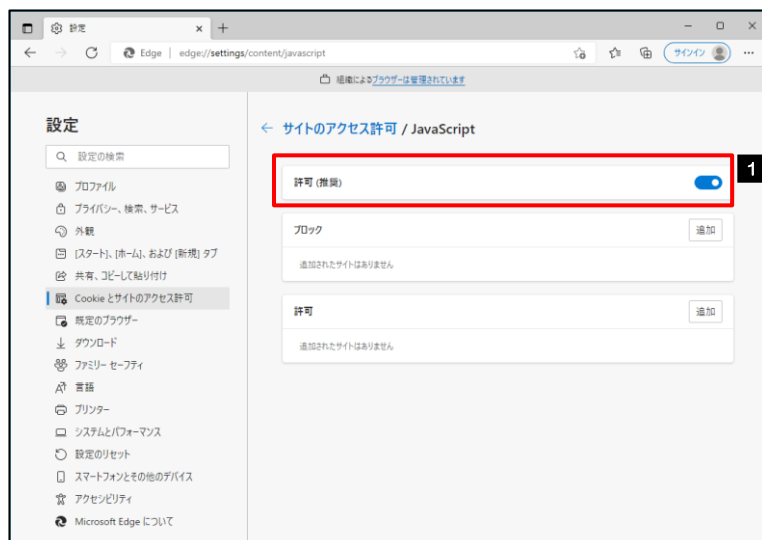 設定
Edge
edge://settings/content/javascript
サインイン
組織によるブラウザーは管理されています
設定
設定の検索
プロファイル
プライバシー、検索、サービス
外観
[スタート]、[ホーム]、および [新規] タブ
共有、コピーして貼り付け
Cookie とサイトのアクセス許可
既定のブラウザー
ダウンロード
ファミリー セーフティ
言語
プリンター
システムとパフォーマンス
設定のリセット
スマートフォンとその他のデバイス
アクセシビリティ
Microsoft Edge について
サイトのアクセス許可 / JavaScript
許可 (推奨)
1
ブロック
追加
追加されたサイトはありません
許可
追加
追加されたサイトはありません